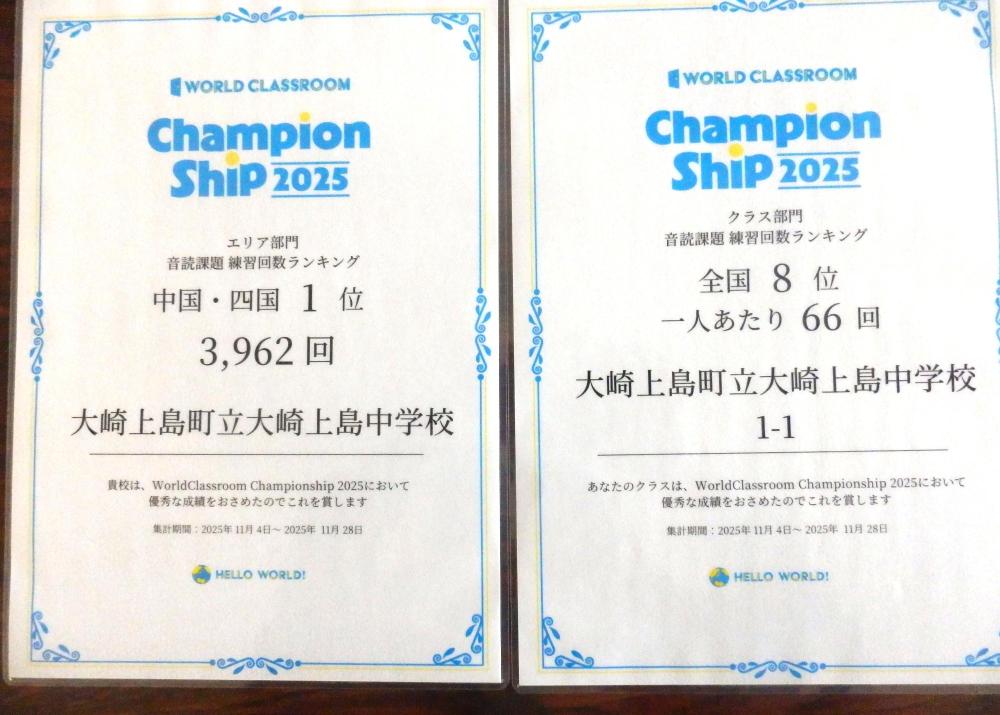 WORLD CLASSROOM
Champion
Ship 2025
エリア部門
音読課題 練習回数ランキング
中国・四国 1 位
3,962 回
大崎上島町立大崎上島中学校
貴校は、WorldClassroom Championship 2025において
優秀な成績をおさめたのでこれを賞します
集計期間：2025年 11月 4日～ 2025年 11月 28日
HELLO WORLD!
WORLD CLASSROOM
Champion
Ship 2025
クラス部門
音読課題 練習回数ランキング
全国 8 位
一人あたり 66 回
大崎上島町立大崎上島中学校
1-1
あなたのクラスは、WorldClassroom Championship 2025において
優秀な成績をおさめたのでこれを賞します
集計期間：2025年 11月 4日～ 2025年 11月 28日
HELLO WORLD!